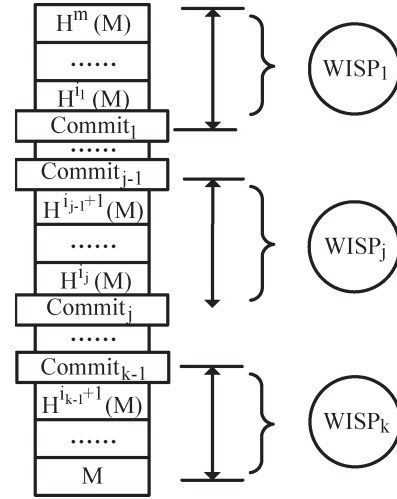 H^m(M)
......
H^{i_1}(M)
Commit_1
......
Commit_{j-1}
H^{i_{j-1}+1}(M)
......
H^{i_j}(M)
Commit_j
......
Commit_{k-1}
H^{i_{k-1}+1}(M)
......
M
WISP_1
WISP_j
WISP_k